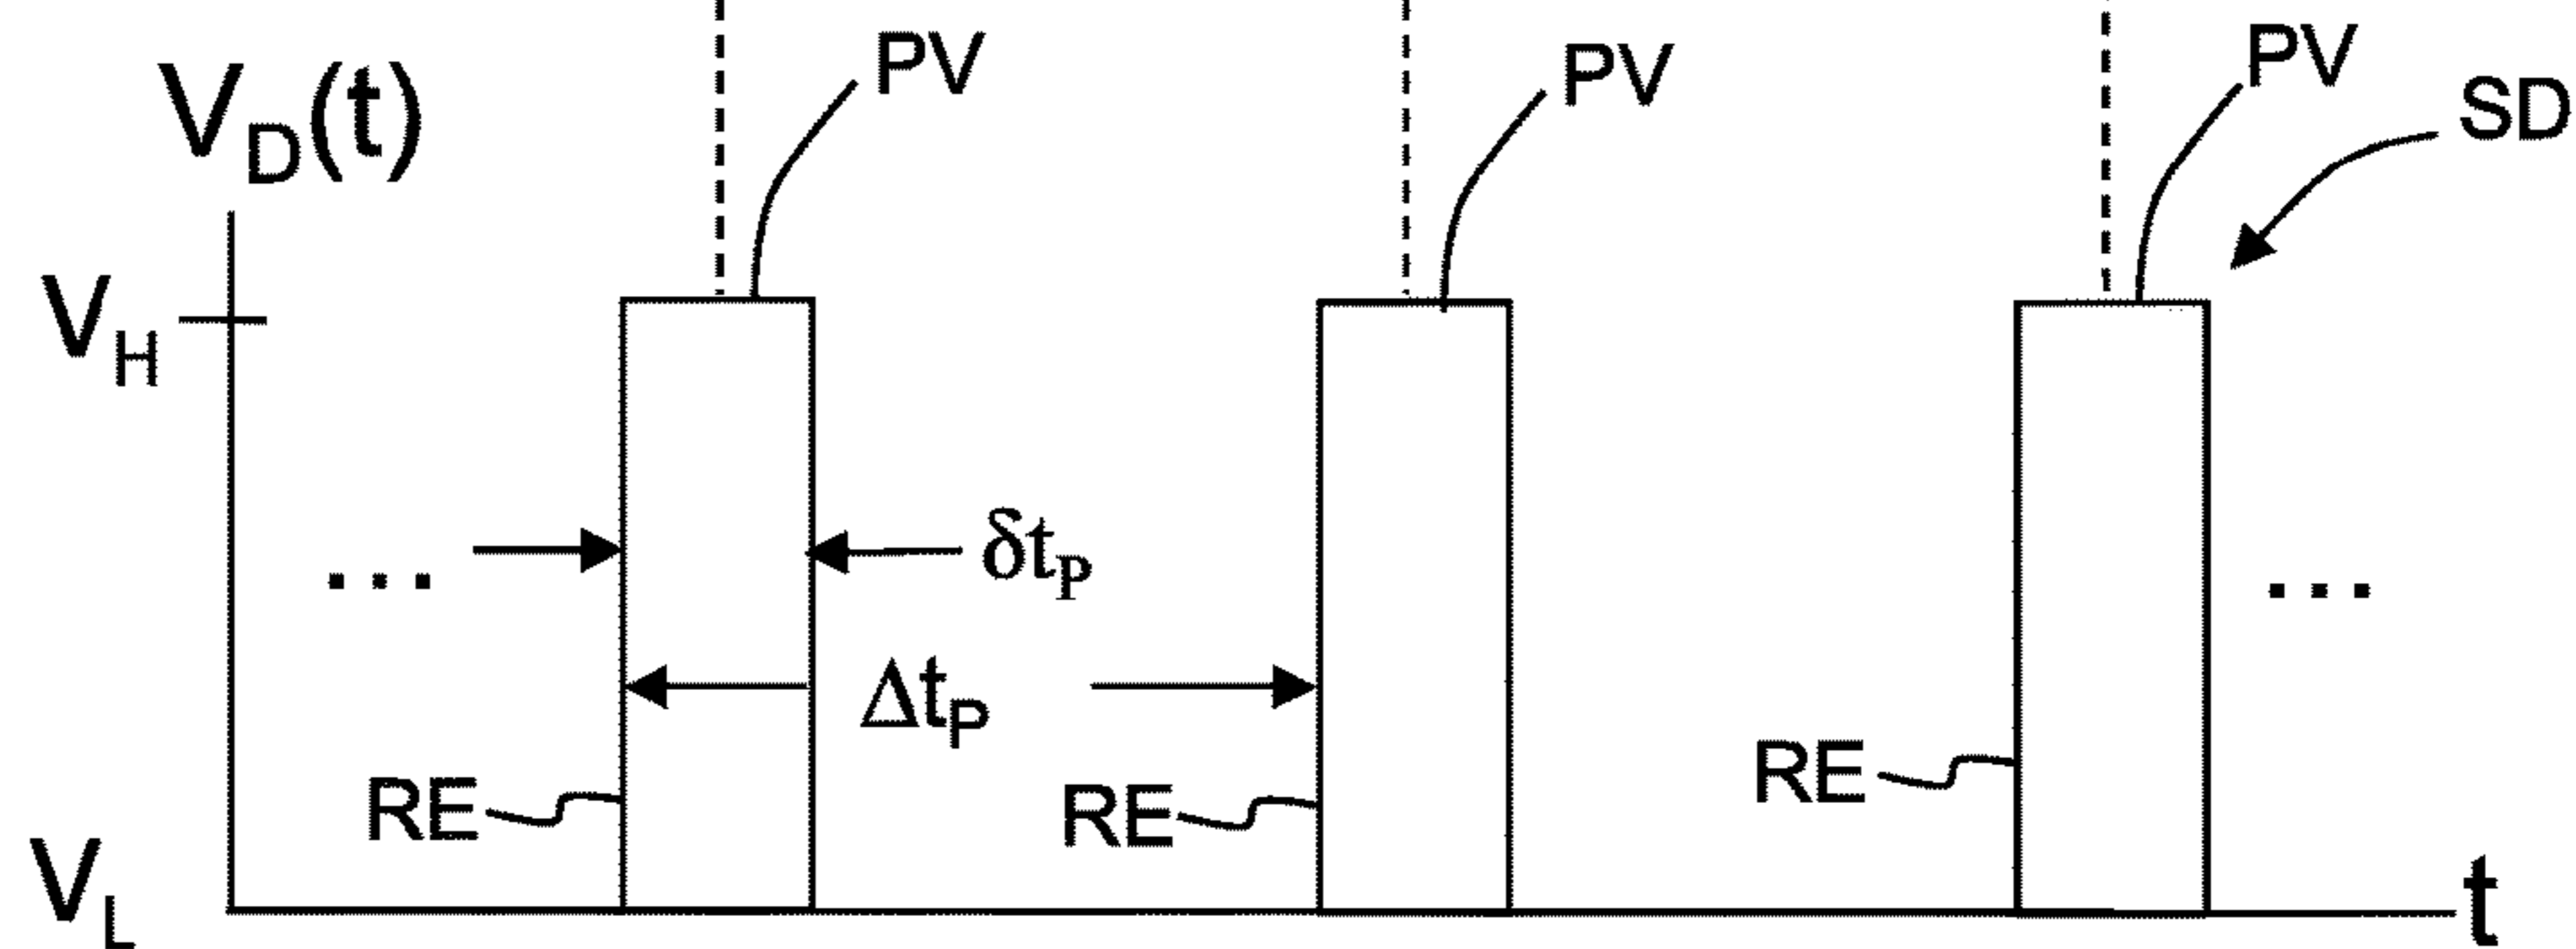 PV
PV
PV
SD
V_D(t)
V_H
...
δt_P
...
Δt_P
RE
RE
RE
V_L
t